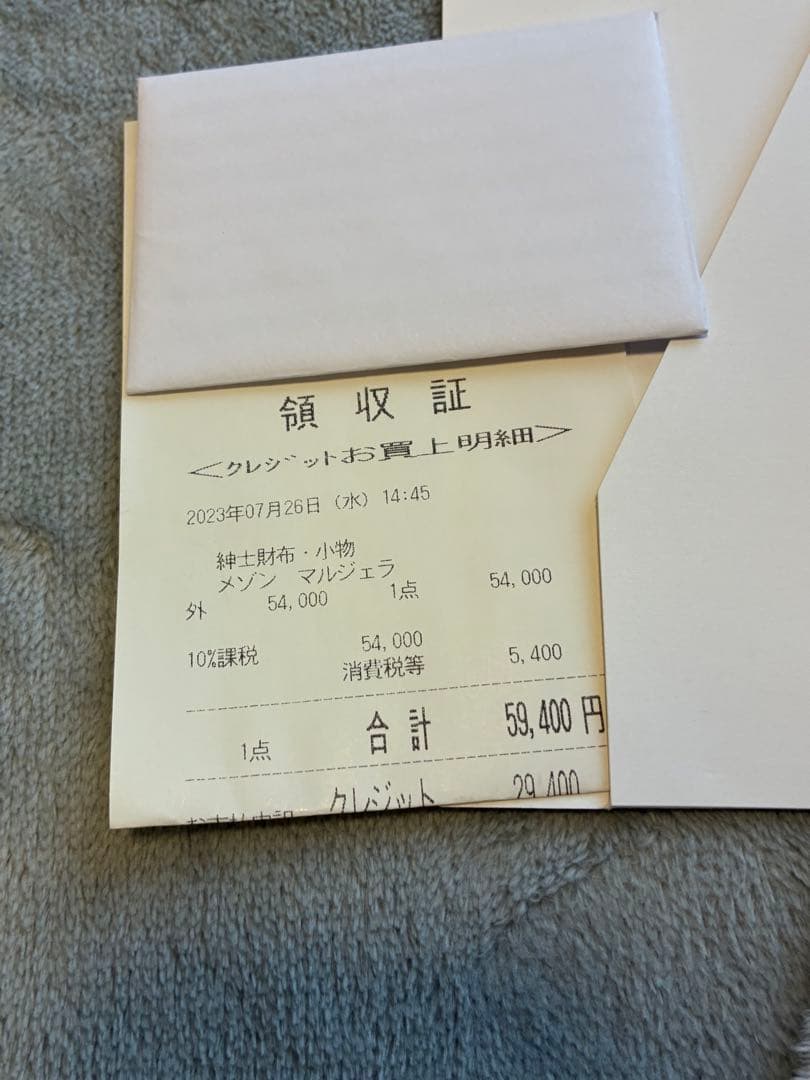 領収証
<クレジットお買上明細>
2023年07月26日(水) 14:45
紳士財布・小物
メゾン マルジェラ
外 54,000 1点 54,000
10%課税 54,000
消費税等 5,400
1点 合計 59,400円
クレジット 29,400